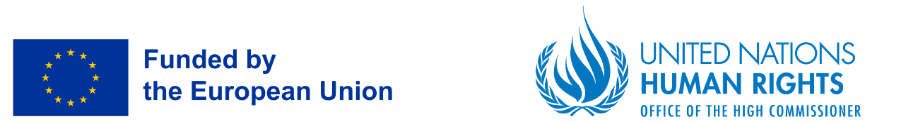 Funded by
the European Union
UNITED NATIONS
HUMAN RIGHTS
OFFICE OF THE HIGH COMMISSIONER